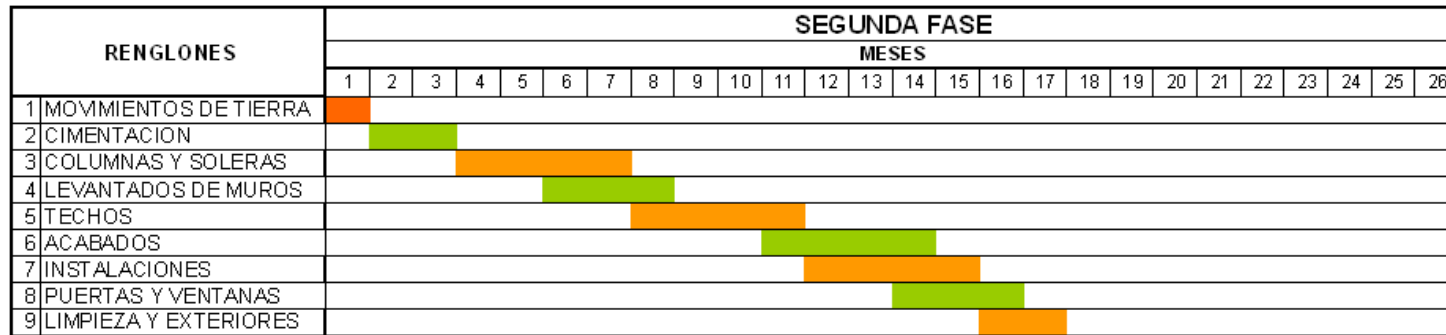 SEGUNDA FASE
RENGLONES
MESES
1 2 3 4 5 6 7 8 9 10 11 12 13 14 15 16 17 18 19 20 21 22 23 24 25 26
1 MOVIMIENTOS DE TIERRA
2 CIMENTACION
3 COLUMNAS Y SOLERAS
4 LEVANTADOS DE MUROS
5 TECHOS
6 ACABADOS
7 INSTALACIONES
8 PUERTAS Y VENTANAS
9 LIMPIEZA Y EXTERIORES